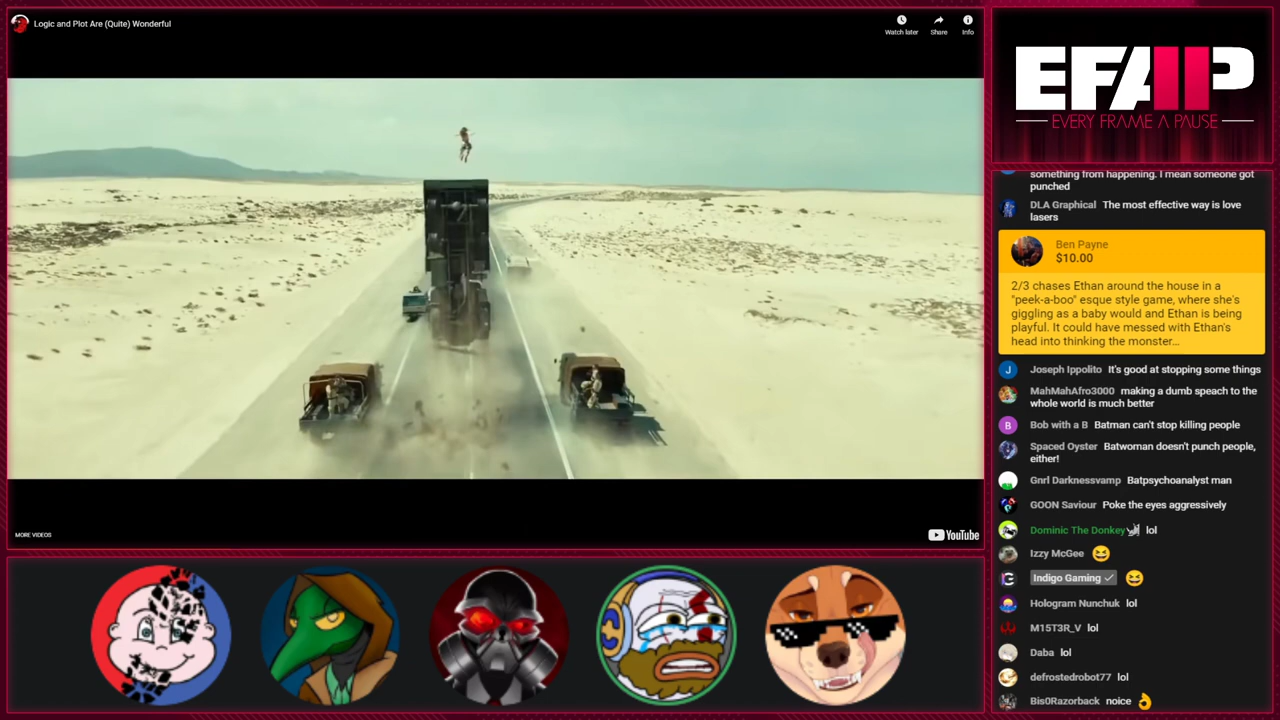 Logic and Plot Are (Quite) Wonderful
Watch later
Share
Info
MORE VIDEOS
YouTube
EFAP
EVERY FRAME A PAUSE
something from happening. I mean someone got
punched
DLA Graphical The most effective way is love
lasers
Ben Payne
$10.00
2/3 chases Ethan around the house in a
"peek-a-boo" esque style game, where she's
giggling as a baby would and Ethan is being
playful. It could have messed with Ethan's
head into thinking the monster...
Joseph Ippolito It's good at stopping some things
MahMahAfro3000 making a dumb speach to the
whole world is much better
Bob with a B Batman can't stop killing people
Spaced Oyster Batwoman doesn't punch people,
either!
Gnrl Darknessvamp Batpsychoanalyst man
GOON Saviour Poke the eyes aggressively
Dominic The Donkey lol
Izzy McGee
Indigo Gaming
Hologram Nunchuk lol
M15T3R_V lol
Daba lol
defrostedrobot77 lol
Bis0Razorback noice